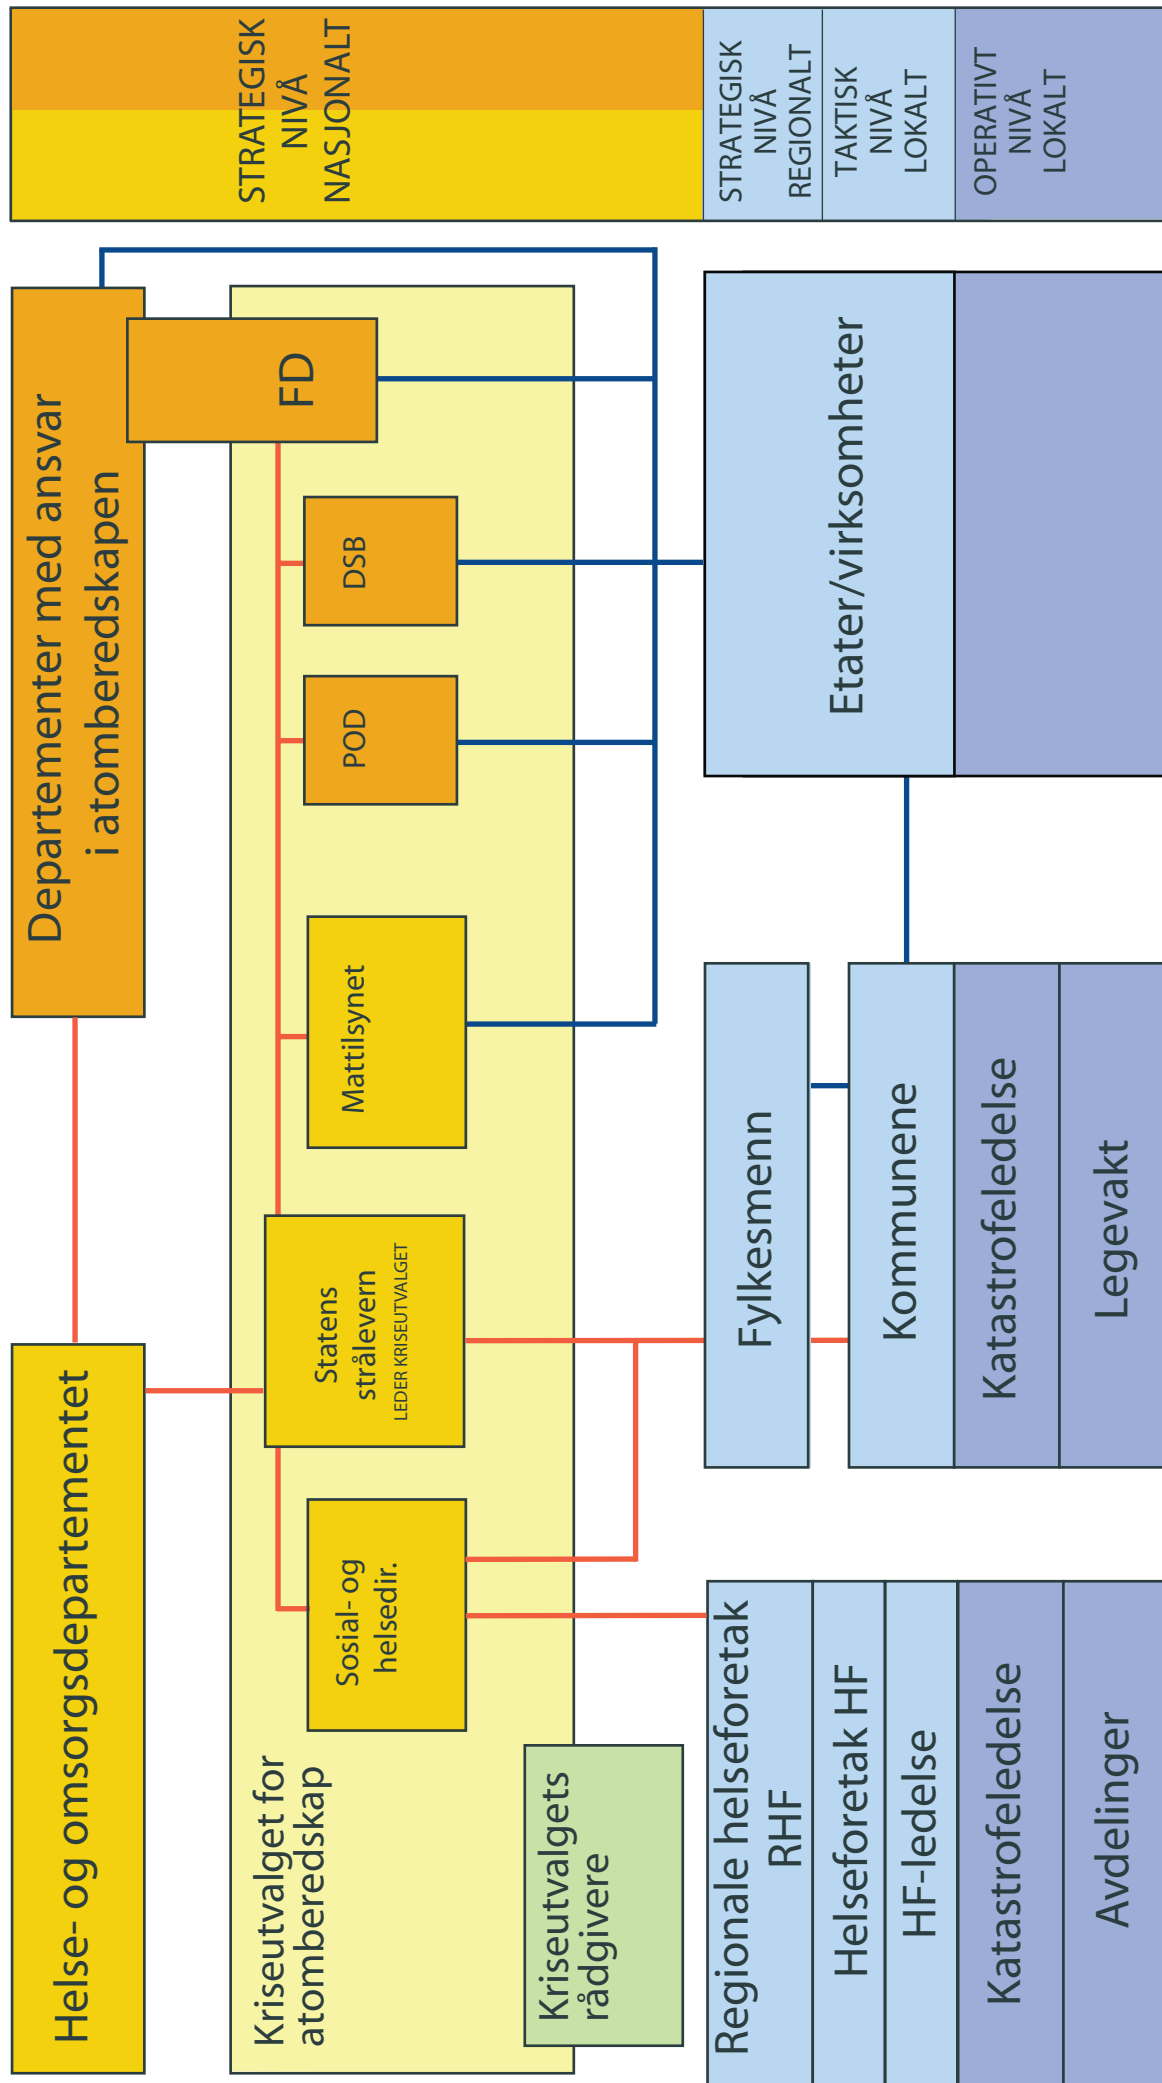 Helse- og omsorgsdepartementet
Departementer med ansvar
i atomberedskapen
STRATEGISK
NIVÅ
NASJONALT
Kriseutvalget for
atomberedskap
Sosial- og
helsedir.
Statens
strålevern
LEDER KRISEUTVALGET
Mattilsynet
POD
DSB
FD
Kriseutvalgets
rådgivere
Regionale helseforetak
RHF
Helseforetak HF
HF-ledelse
Katastrofeledelse
Avdelinger
Fylkesmenn
Kommunene
Katastrofeledelse
Legevakt
Etater/virksomheter
STRATEGISK
NIVÅ
REGIONALT
TAKTISK
NIVÅ
LOKALT
OPERATIVT
NIVÅ
LOKALT